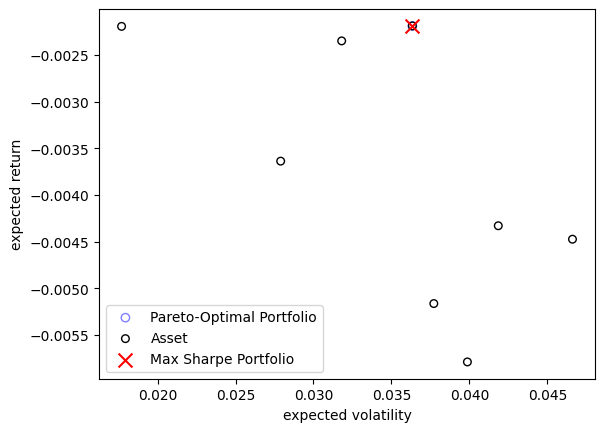 −0.0025
−0.0030
−0.0035
−0.0040
−0.0045
−0.0050
−0.0055
expected return
Pareto-Optimal Portfolio
Asset
Max Sharpe Portfolio
0.020 0.025 0.030 0.035 0.040 0.045
expected volatility